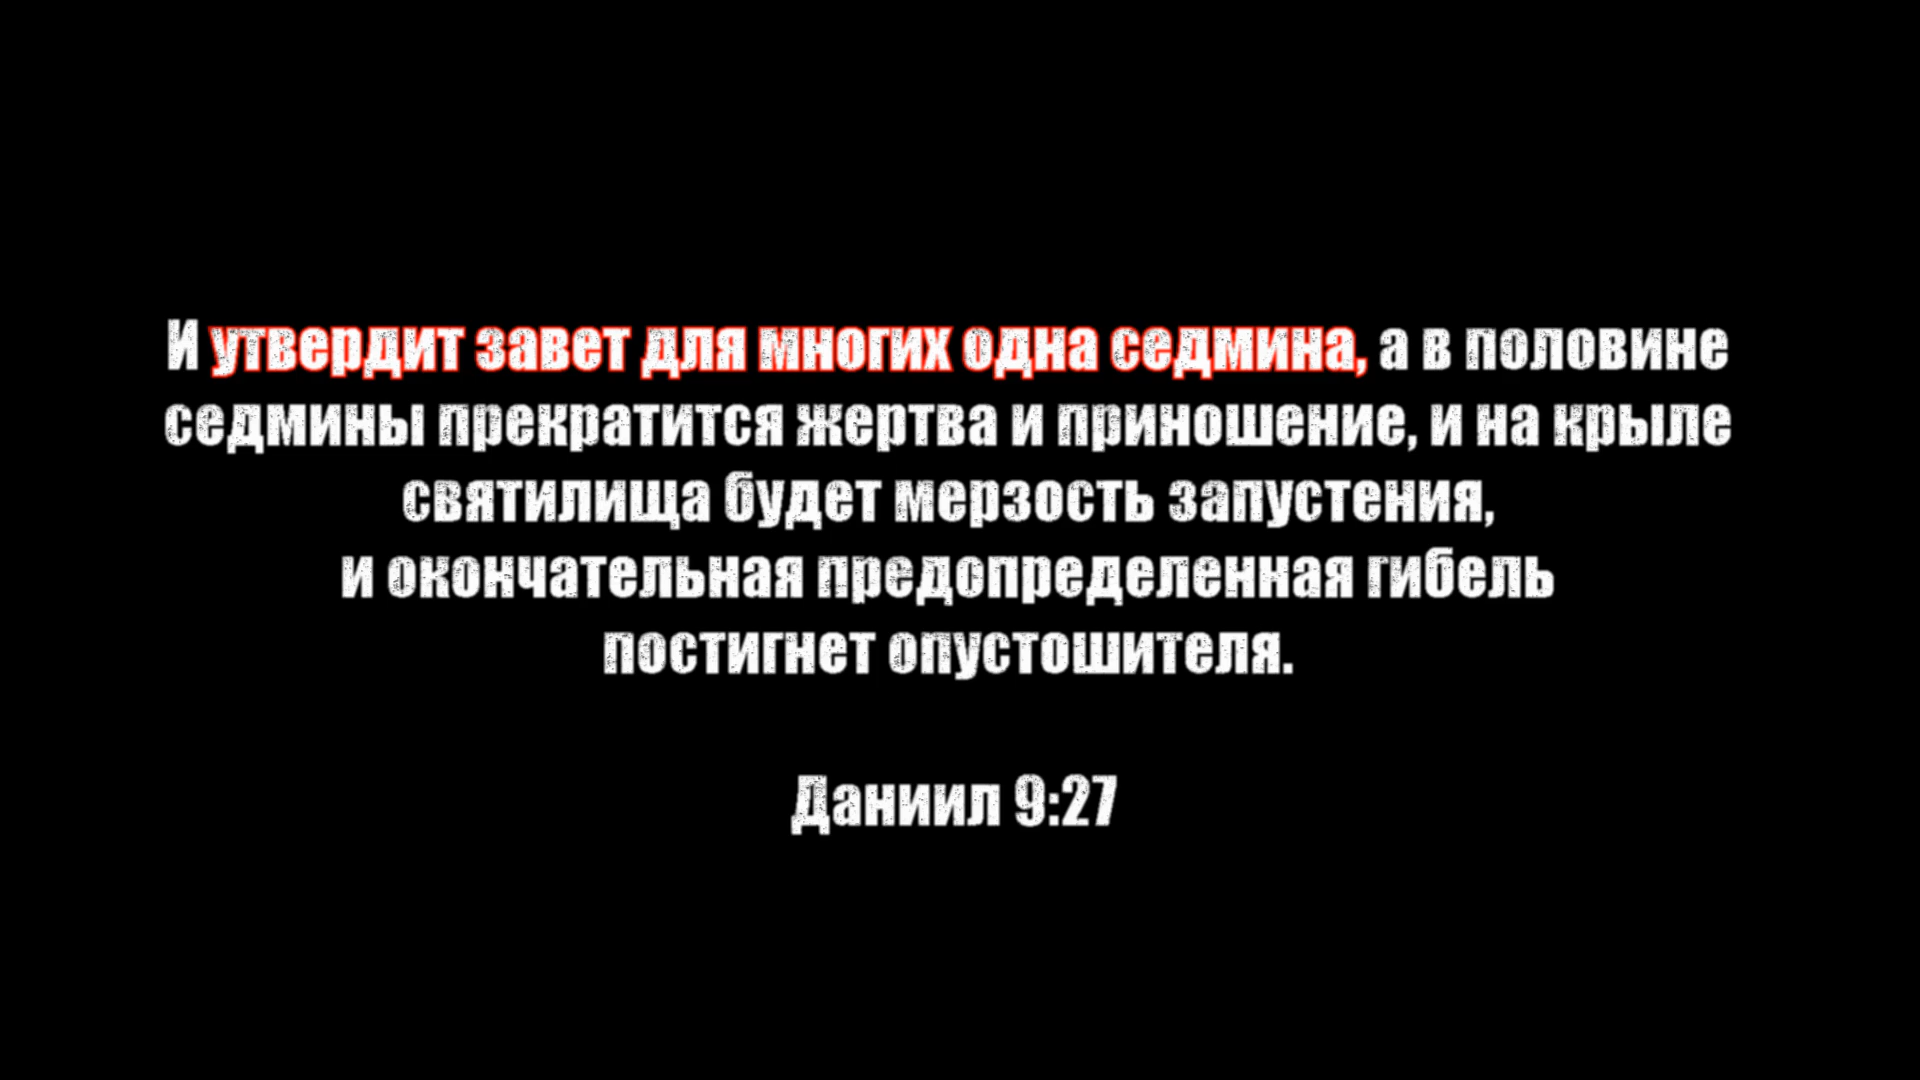 И утвердит завет для многих одна седмина, а в половине
седмины прекратится жертва и приношение, и на крыле
святилища будет мерзость запустения,
и окончательная предопределенная гибель
постигнет опустошителя.
Даниил 9:27